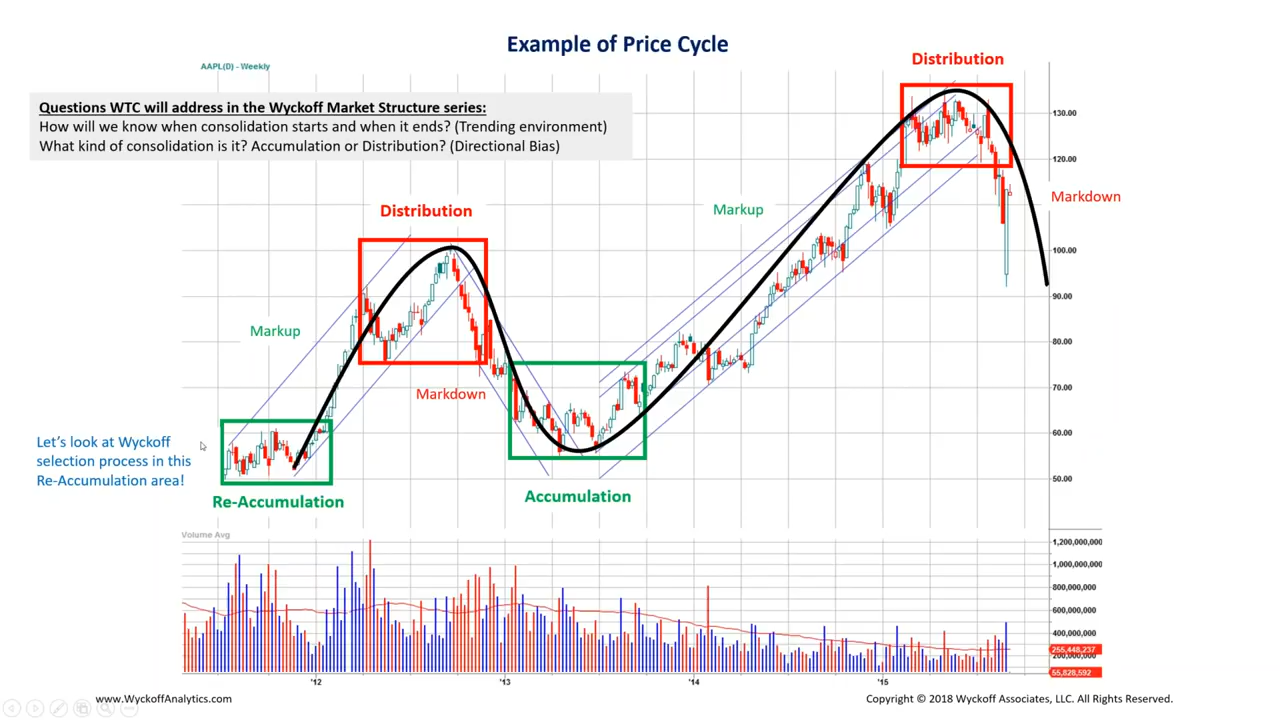 Example of Price Cycle
AAPL(D) - Weekly
Distribution
Questions WTC will address in the Wyckoff Market Structure series:
How will we know when consolidation starts and when it ends? (Trending environment)
What kind of consolidation is it? Accumulation or Distribution? (Directional Bias)
130.00
120.00
Markup
Markdown
Distribution
100.00
90.00
Markup
80.00
Markdown
70.00
60.00
50.00
Let's look at Wyckoff
selection process in this
Re-Accumulation area!
Re-Accumulation
Accumulation
Volume Avg
1,200,000,000
1,000,000,000
800,000,000
600,000,000
400,000,000
255,448,237
200,000,000
55,828,592
'12
'13
'14
'15
www.WyckoffAnalytics.com
Copyright © 2018 Wyckoff Associates, LLC. All Rights Reserved.